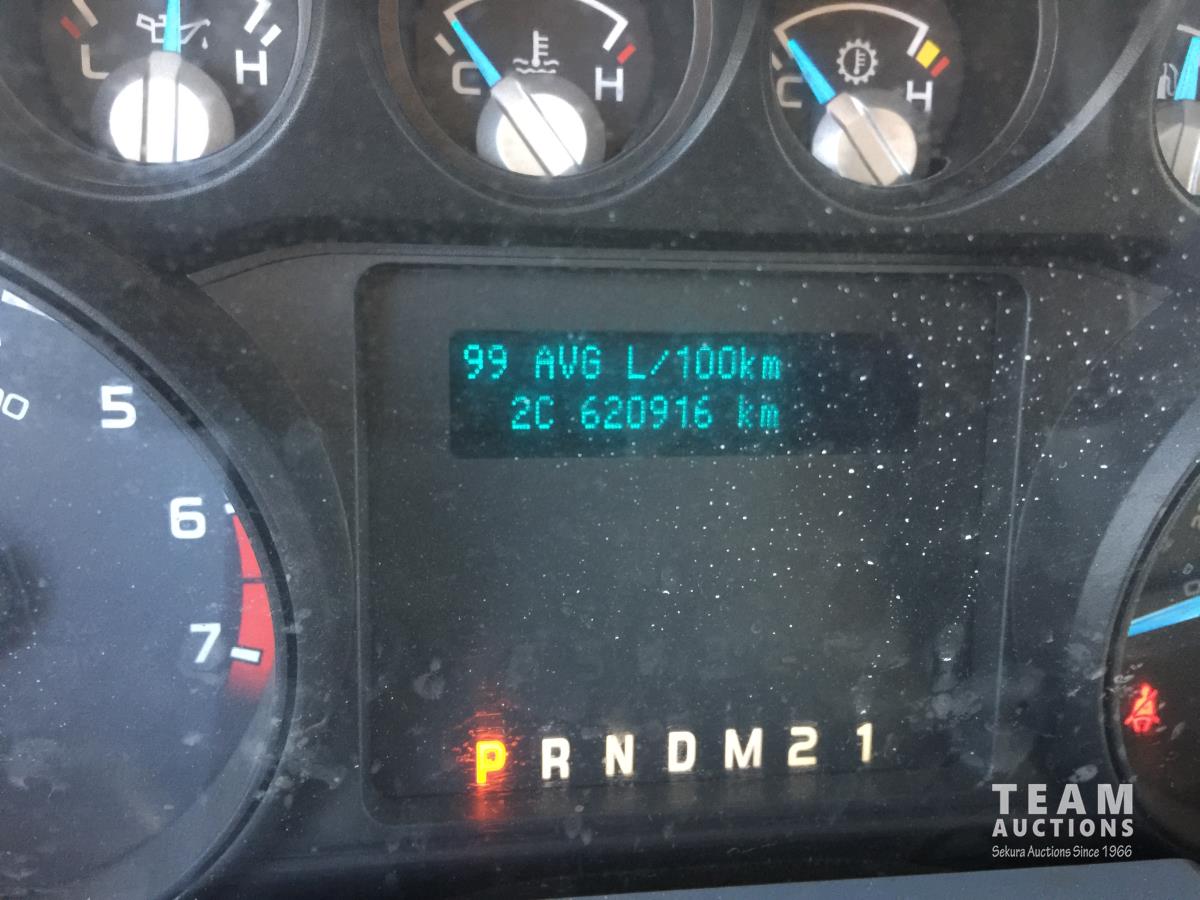 L H
C H
C H
99 AVG L/100km
2C 620916 km
5
6
7
P R N D M 2 1
TEAM
AUCTIONS
Sekura Auctions Since 1966